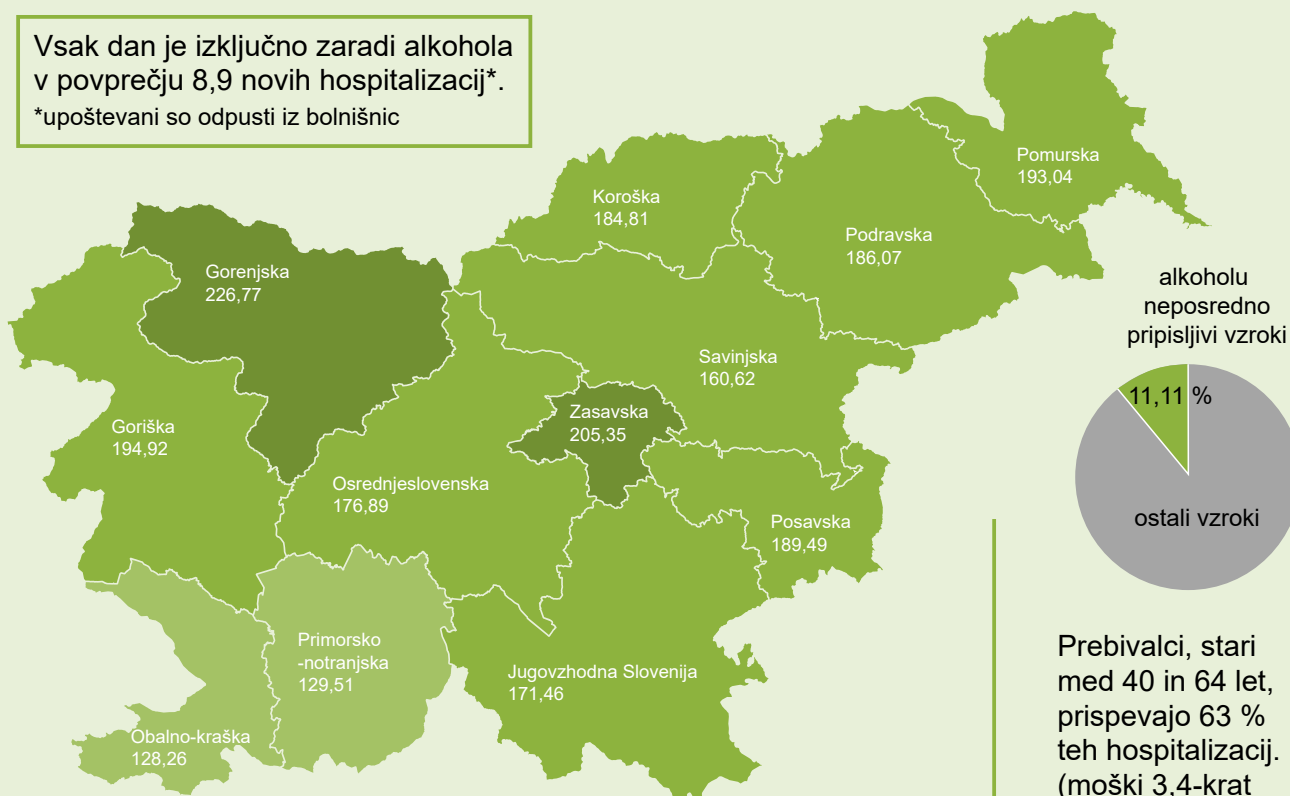 Vsak dan je izključno zaradi alkohola
v povprečju 8,9 novih hospitalizacij*.
*upoštevani so odpusti iz bolnišnic
Pomurska
193,04
Koroška
184,81
Podravska
186,07
Gorenjska
226,77
Savinjska
160,62
Zasavska
205,35
Goriška
194,92
Osrednjeslovenska
176,89
Posavska
189,49
Primorsko
-notranjska
129,51
Jugovzhodna Slovenija
171,46
Obalno-kraška
128,26
alkoholu
neposredno
pripisljivi vzroki
11,11 %
ostali vzroki
Prebivalci, stari
med 40 in 64 let,
prispevajo 63 %
teh hospitalizacij.
(moški 3,4-krat